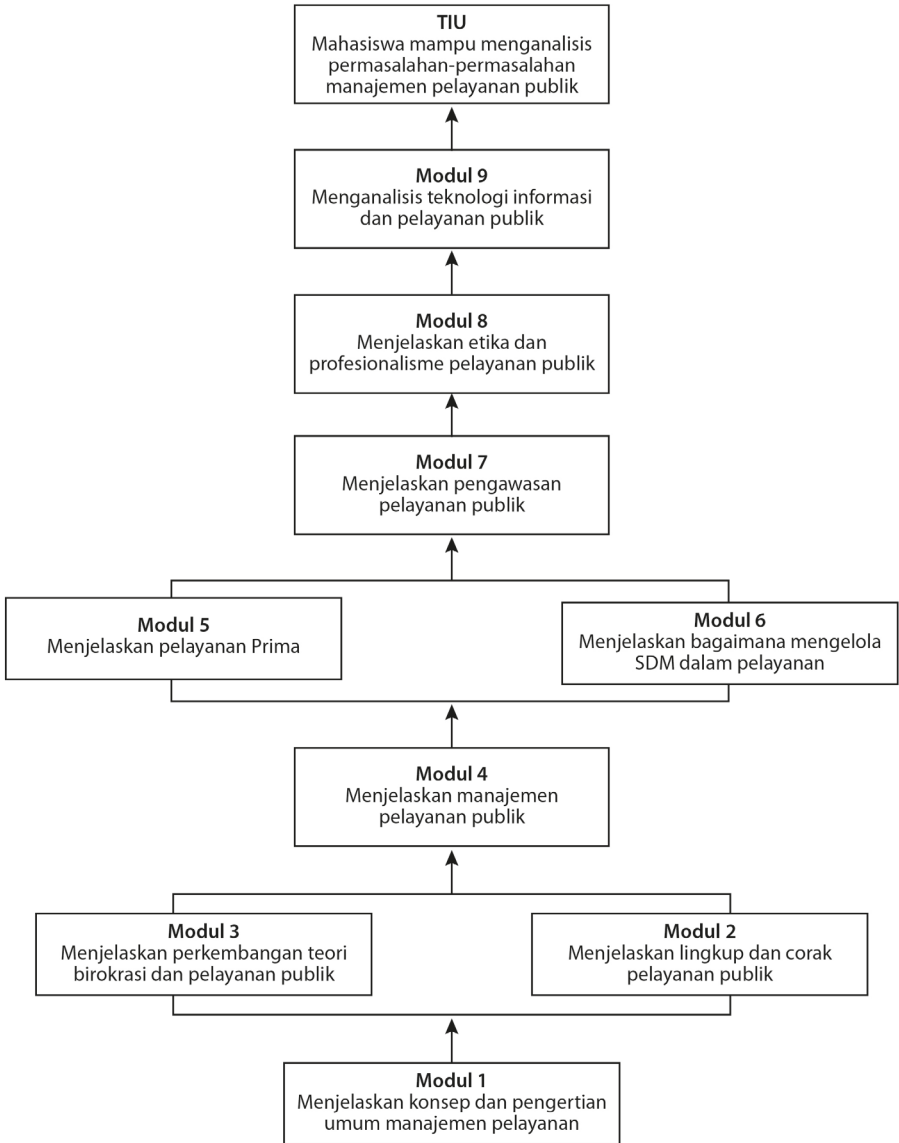 TIU
Mahasiswa mampu menganalisis
permasalahan-permasalahan
manajemen pelayanan publik
Modul 9
Menganalisis teknologi informasi
dan pelayanan publik
Modul 8
Menjelaskan etika dan
profesionalisme pelayanan publik
Modul 7
Menjelaskan pengawasan
pelayanan publik
Modul 5
Menjelaskan pelayanan Prima
Modul 6
Menjelaskan bagaimana mengelola
SDM dalam pelayanan
Modul 4
Menjelaskan manajemen
pelayanan publik
Modul 3
Menjelaskan perkembangan teori
birokrasi dan pelayanan publik
Modul 2
Menjelaskan lingkup dan corak
pelayanan publik
Modul 1
Menjelaskan konsep dan pengertian
umum manajemen pelayanan